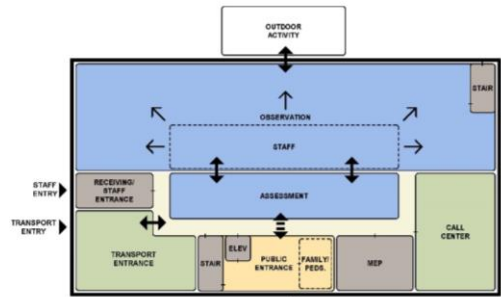 OUTDOOR
ACTIVITY
STAIR
OBSERVATION
STAFF
STAFF
ENTRY
RECEIVING/
STAFF
ENTRANCE
ASSESSMENT
TRANSPORT
ENTRY
CALL
CENTER
TRANSPORT
ENTRANCE
STAIR
ELEV
PUBLIC
ENTRANCE
FAMILY/
PEDS.
MEP